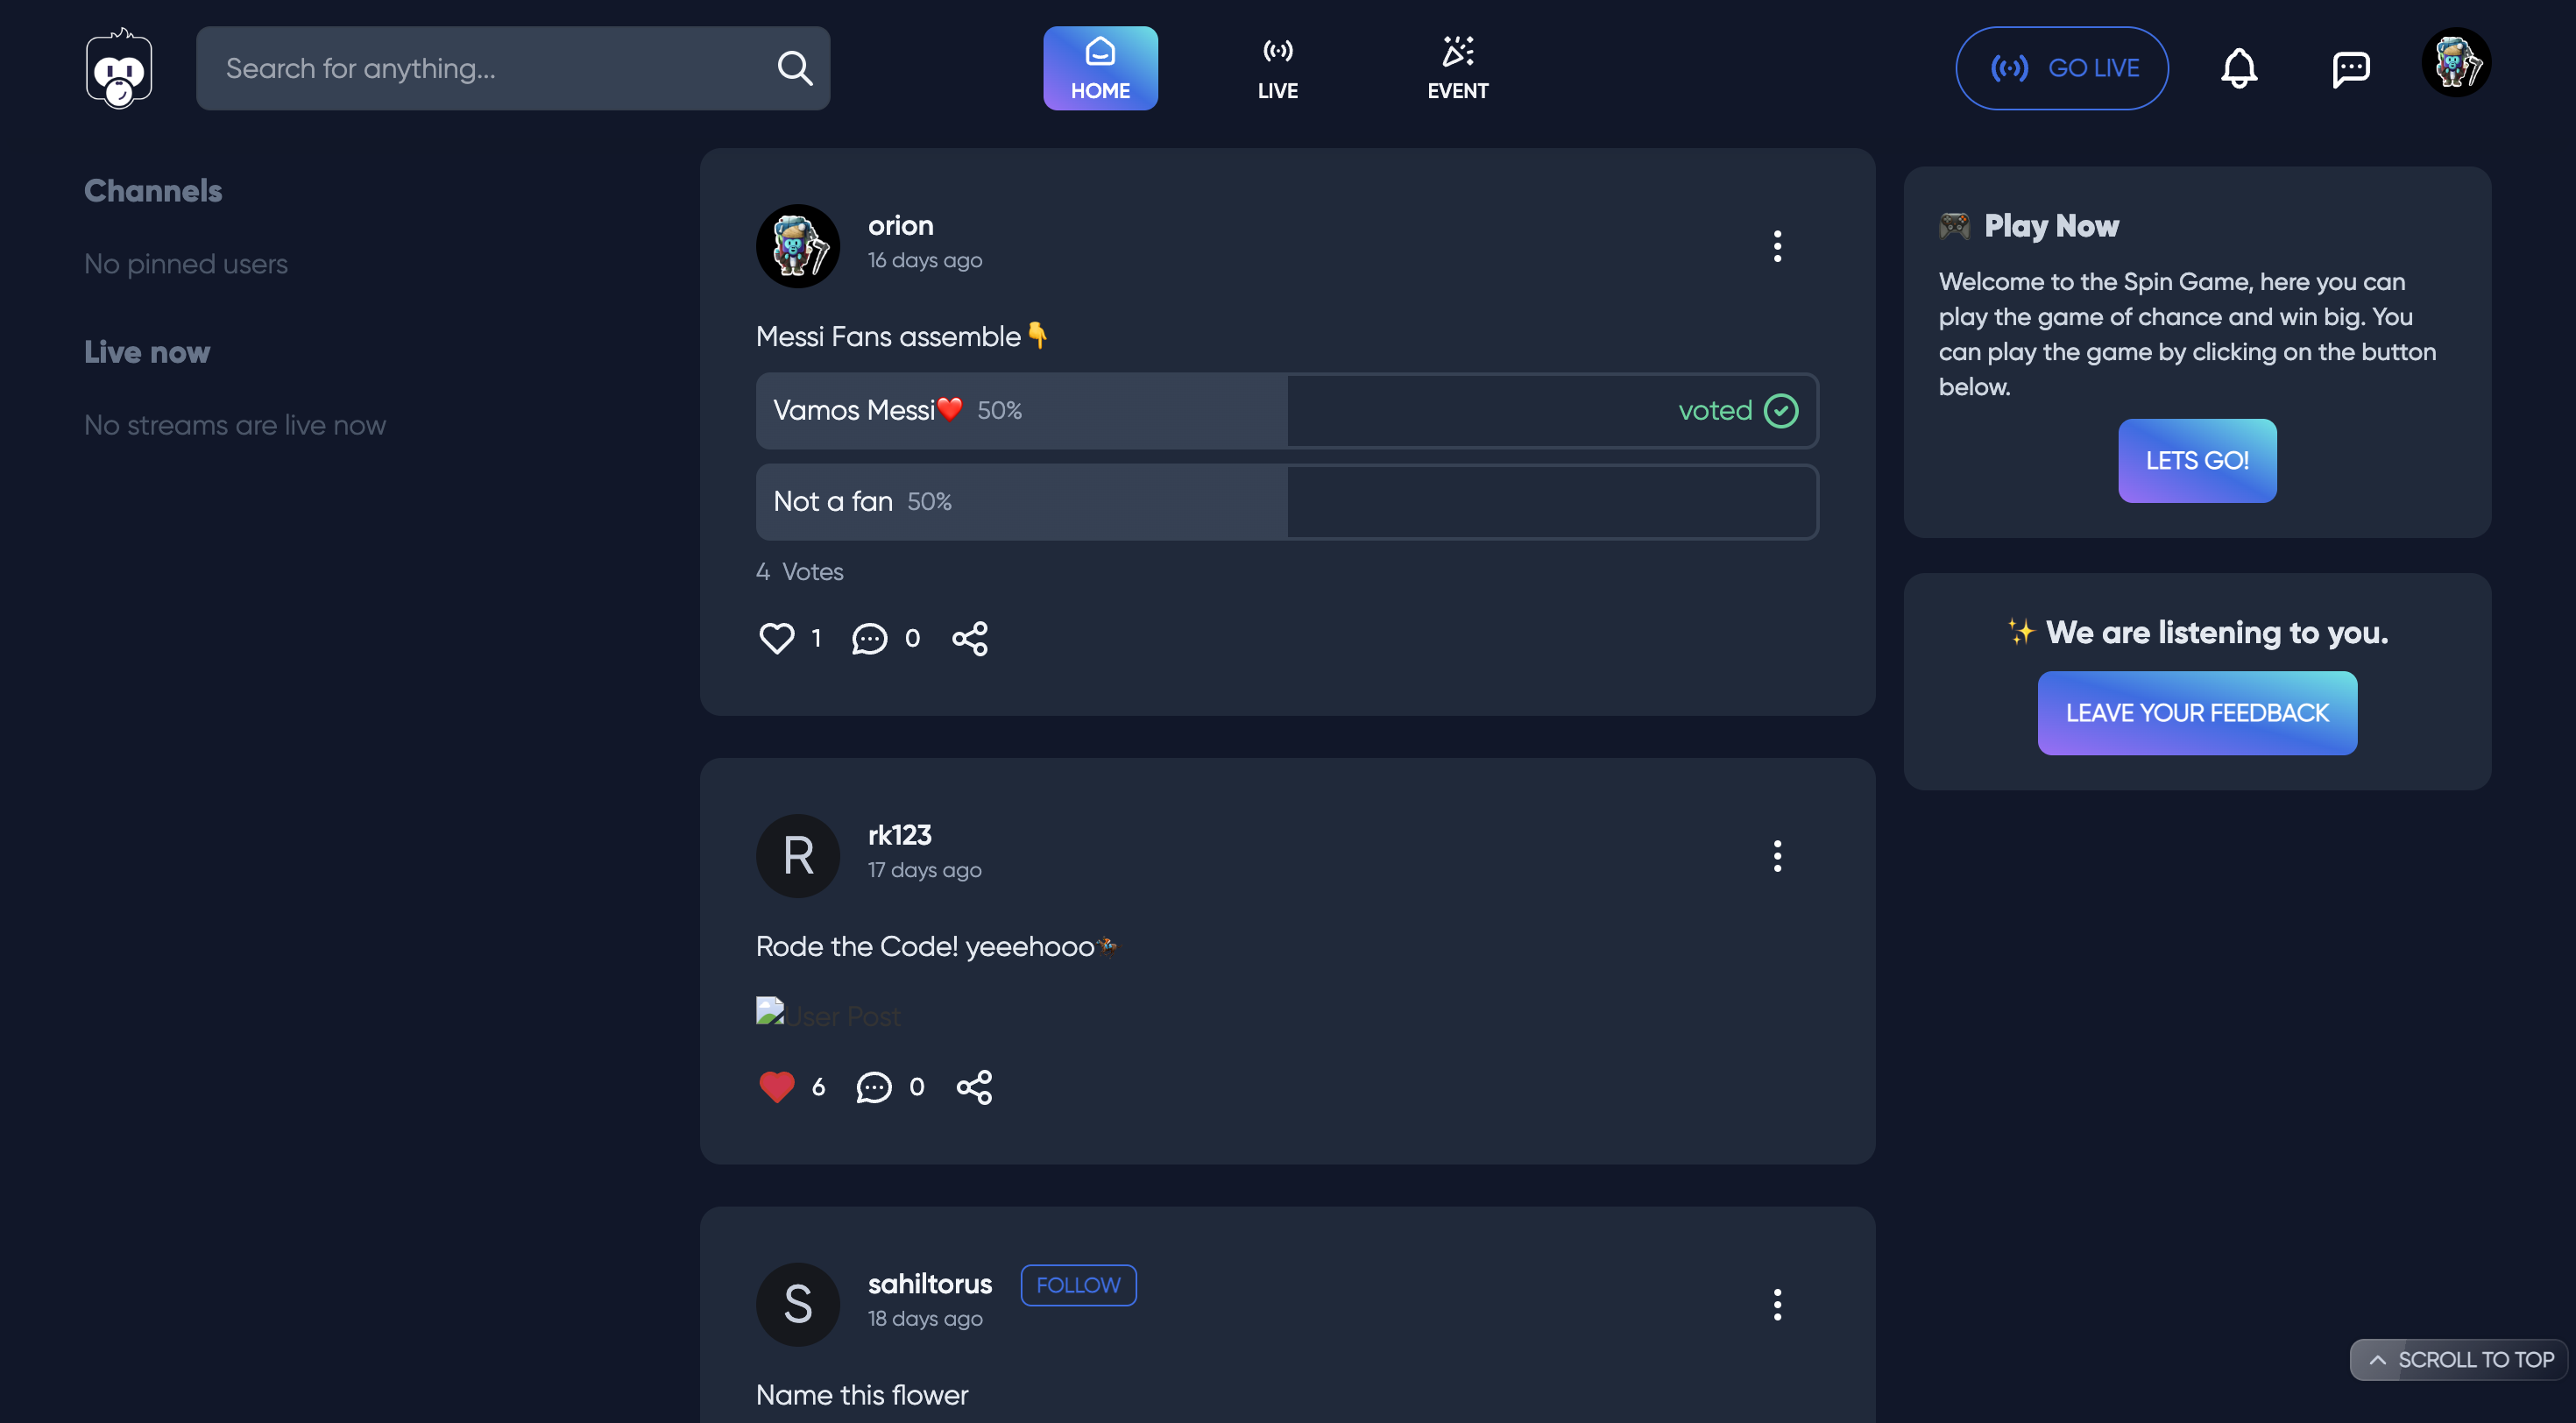 Search for anything...
HOME
LIVE
EVENT
GO LIVE
Channels
No pinned users
Live now
No streams are live now
orion
16 days ago
Messi Fans assemble👇
Vamos Messi❤️ 50%
voted
Not a fan 50%
4 Votes
1
0
rk123
17 days ago
Rode the Code! yeeehooo🏇
User Post
6
0
sahiltorus
FOLLOW
18 days ago
Name this flower
🎮 Play Now
Welcome to the Spin Game, here you can
play the game of chance and win big. You
can play the game by clicking on the button
below.
LETS GO!
✨ We are listening to you.
LEAVE YOUR FEEDBACK
SCROLL TO TOP
R
S